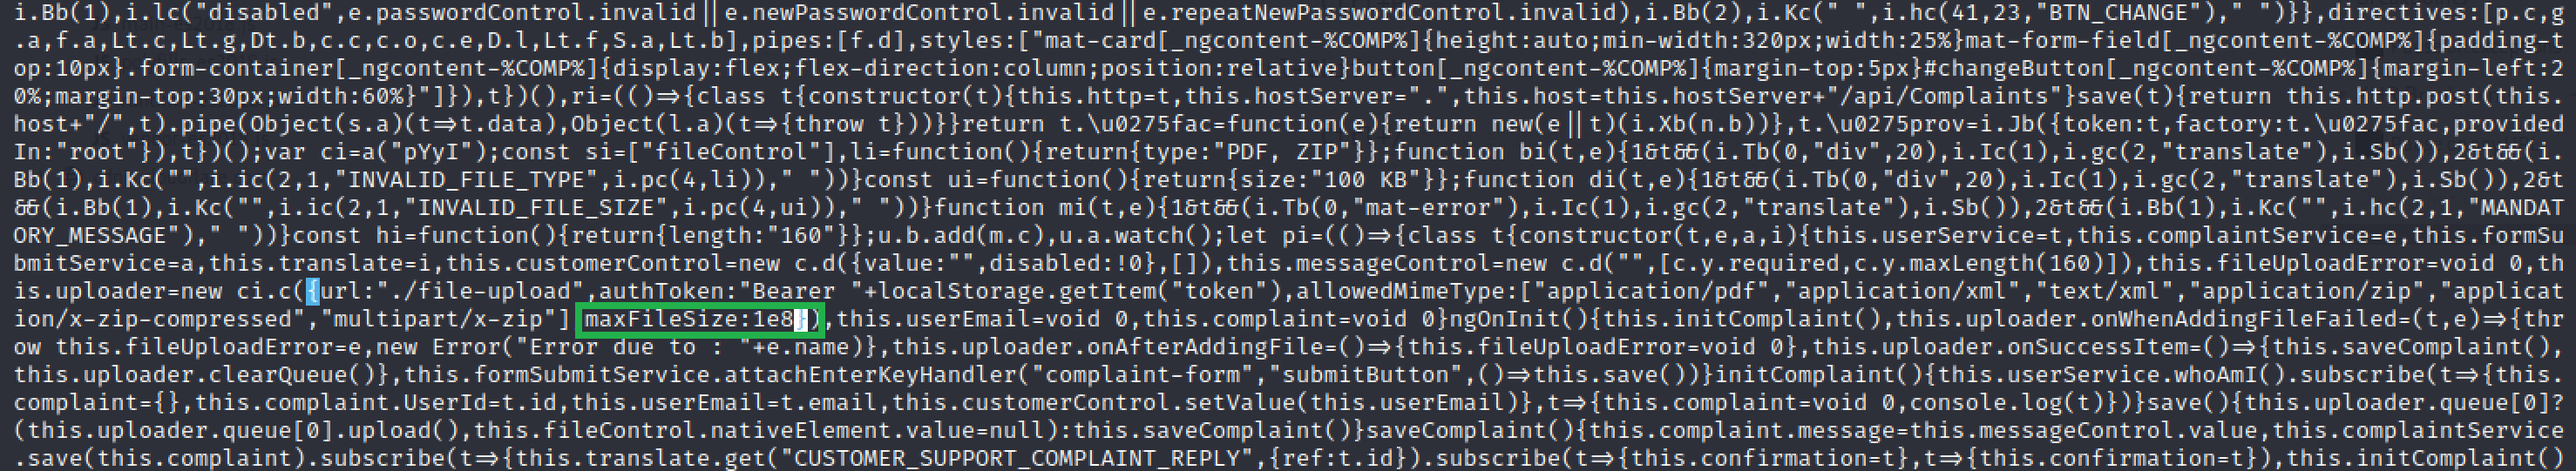 i.Bb(1),i.lc("disabled",e.passwordControl.invalid||e.newPasswordControl.invalid||e.repeatNewPasswordControl.invalid),i.Bb(2),i.Kc(" ",i.hc(41,23,"BTN_CHANGE")," ")}},directives:[p.c,g
.a,f.a,Lt.c,Lt.g,Dt.b,c.c,c.o,c.e,D.l,Lt.f,S.a,Lt.b],pipes:[f.d],styles:["mat-card[_ngcontent-%COMP%]{height:auto;min-width:320px;width:25%}mat-form-field[_ngcontent-%COMP%]{padding-t
op:10px}.form-container[_ngcontent-%COMP%]{display:flex;flex-direction:column;position:relative}button[_ngcontent-%COMP%]{margin-top:5px}#changeButton[_ngcontent-%COMP%]{margin-left:2
0%;margin-top:30px;width:60%}"]}),t})(),ri=(()=>{class t{constructor(t){this.http=t,this.hostServer=".",this.host=this.hostServer+"/api/Complaints"}save(t){return this.http.post(this.
host+"/",t).pipe(Object(s.a)(t=>t.data),Object(l.a)(t=>{throw t}))}}return t.\u0275fac=function(e){return new(e||t)(i.Xb(n.b))},t.\u0275prov=i.Jb({token:t,factory:t.\u0275fac,provided
In:"root"}),t})();var ci=a("pYyI");const si=["fileControl"],li=function(){return{type:"PDF, ZIP"}};function bi(t,e){1&t&&(i.Tb(0,"div",20),i.Ic(1),i.gc(2,"translate"),i.Sb()),2&t&&(i.
Bb(1),i.Kc("",i.ic(2,1,"INVALID_FILE_TYPE",i.pc(4,li))," "))}const ui=function(){return{size:"100 KB"}};function di(t,e){1&t&&(i.Tb(0,"div",20),i.Ic(1),i.gc(2,"translate"),i.Sb()),2&t
&&(i.Bb(1),i.Kc("",i.ic(2,1,"INVALID_FILE_SIZE",i.pc(4,ui))," "))}function mi(t,e){1&t&&(i.Tb(0,"mat-error"),i.Ic(1),i.gc(2,"translate"),i.Sb()),2&t&&(i.Bb(1),i.Kc("",i.hc(2,1,"MANDAT
ORY_MESSAGE")," "))}const hi=function(){return{length:"160"}};u.b.add(m.c),u.a.watch();let pi=(()=>{class t{constructor(t,e,a,i){this.userService=t,this.complaintService=e,this.formSu
bmitService=a,this.translate=i,this.customerControl=new c.d({value:"",disabled:!0},[]),this.messageControl=new c.d("",[c.y.required,c.y.maxLength(160)]),this.fileUploadError=void 0,th
is.uploader=new ci.c({url:"./file-upload",authToken:"Bearer "+localStorage.getItem("token"),allowedMimeType:["application/pdf","application/xml","text/xml","application/zip","applicat
ion/x-zip-compressed","multipart/x-zip"] maxFileSize:1e8}),this.userEmail=void 0,this.complaint=void 0}ngOnInit(){this.initComplaint(),this.uploader.onWhenAddingFileFailed=(t,e)=>{thr
ow this.fileUploadError=e,new Error("Error due to : "+e.name)},this.uploader.onAfterAddingFile=()=>{this.fileUploadError=void 0},this.uploader.onSuccessItem=()=>{this.saveComplaint(),
this.uploader.clearQueue()},this.formSubmitService.attachEnterKeyHandler("complaint-form","submitButton",()=>this.save())}initComplaint(){this.userService.whoAmI().subscribe(t=>{this.
complaint={},this.complaint.UserId=t.id,this.userEmail=t.email,this.customerControl.setValue(this.userEmail)},t=>{this.complaint=void 0,console.log(t)})}save(){this.uploader.queue[0]?
(this.uploader.queue[0].upload(),this.fileControl.nativeElement.value=null):this.saveComplaint()}saveComplaint(){this.complaint.message=this.messageControl.value,this.complaintService
.save(this.complaint).subscribe(t=>{this.translate.get("CUSTOMER_SUPPORT_COMPLAINT_REPLY",{ref:t.id}).subscribe(t=>{this.confirmation=t},t=>{this.confirmation=t}),this.initComplaint()